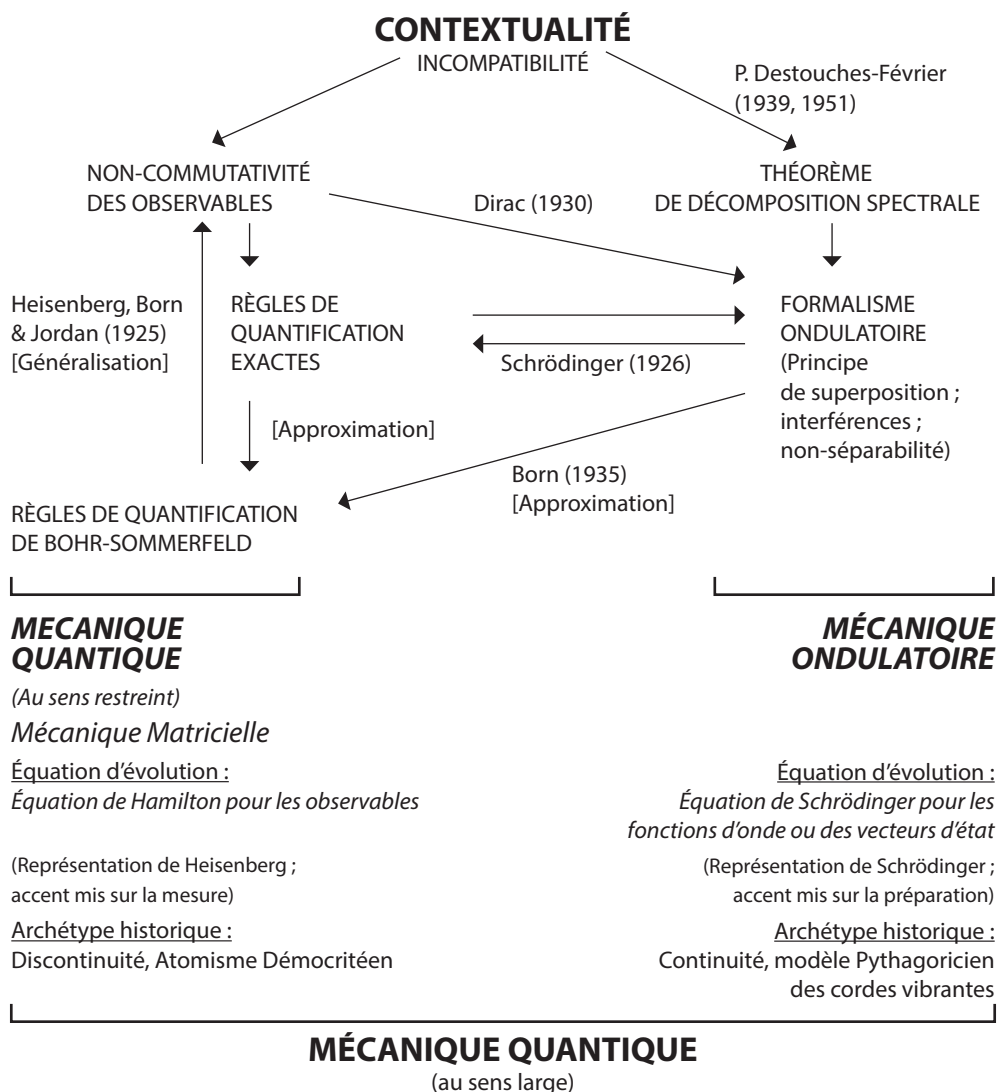 CONTEXTUALITÉ
INCOMPATIBILITÉ
P. Destouches-Février
(1939, 1951)
NON-COMMUTATIVITÉ
DES OBSERVABLES
THÉORÈME
DE DÉCOMPOSITION SPECTRALE
Dirac (1930)
Heisenberg, Born
& Jordan (1925)
[Généralisation]
RÈGLES DE
QUANTIFICATION
EXACTES
Schrödinger (1926)
FORMALISME
ONDULATOIRE
(Principe
de superposition ;
interférences ;
non-séparabilité)
[Approximation]
Born (1935)
[Approximation]
RÈGLES DE QUANTIFICATION
DE BOHR-SOMMERFELD
MECANIQUE
QUANTIQUE
(Au sens restreint)
Mécanique Matricielle
Équation d'évolution :
Équation de Hamilton pour les observables
(Représentation de Heisenberg ;
accent mis sur la mesure)
Archétype historique :
Discontinuité, Atomisme Démocritéen
MÉCANIQUE
ONDULATOIRE
Équation d'évolution :
Équation de Schrödinger pour les
fonctions d'onde ou des vecteurs d'état
(Représentation de Schrödinger ;
accent mis sur la préparation)
Archétype historique :
Continuité, modèle Pythagoricien
des cordes vibrantes
MÉCANIQUE QUANTIQUE
(au sens large)